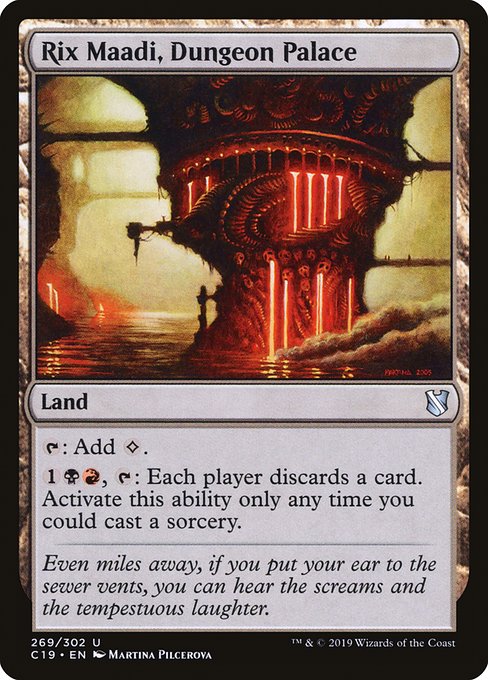 Rix Maadi, Dungeon Palace
MARTINA 2005
Land
: Add .
1, : Each player discards a card.
Activate this ability only any time you
could cast a sorcery.
Even miles away, if you put your ear to the
sewer vents, you can hear the screams and
the tempestuous laughter.
269/302 U
™ & © 2019 Wizards of the Coast
C19 • EN Martina Pilcerova